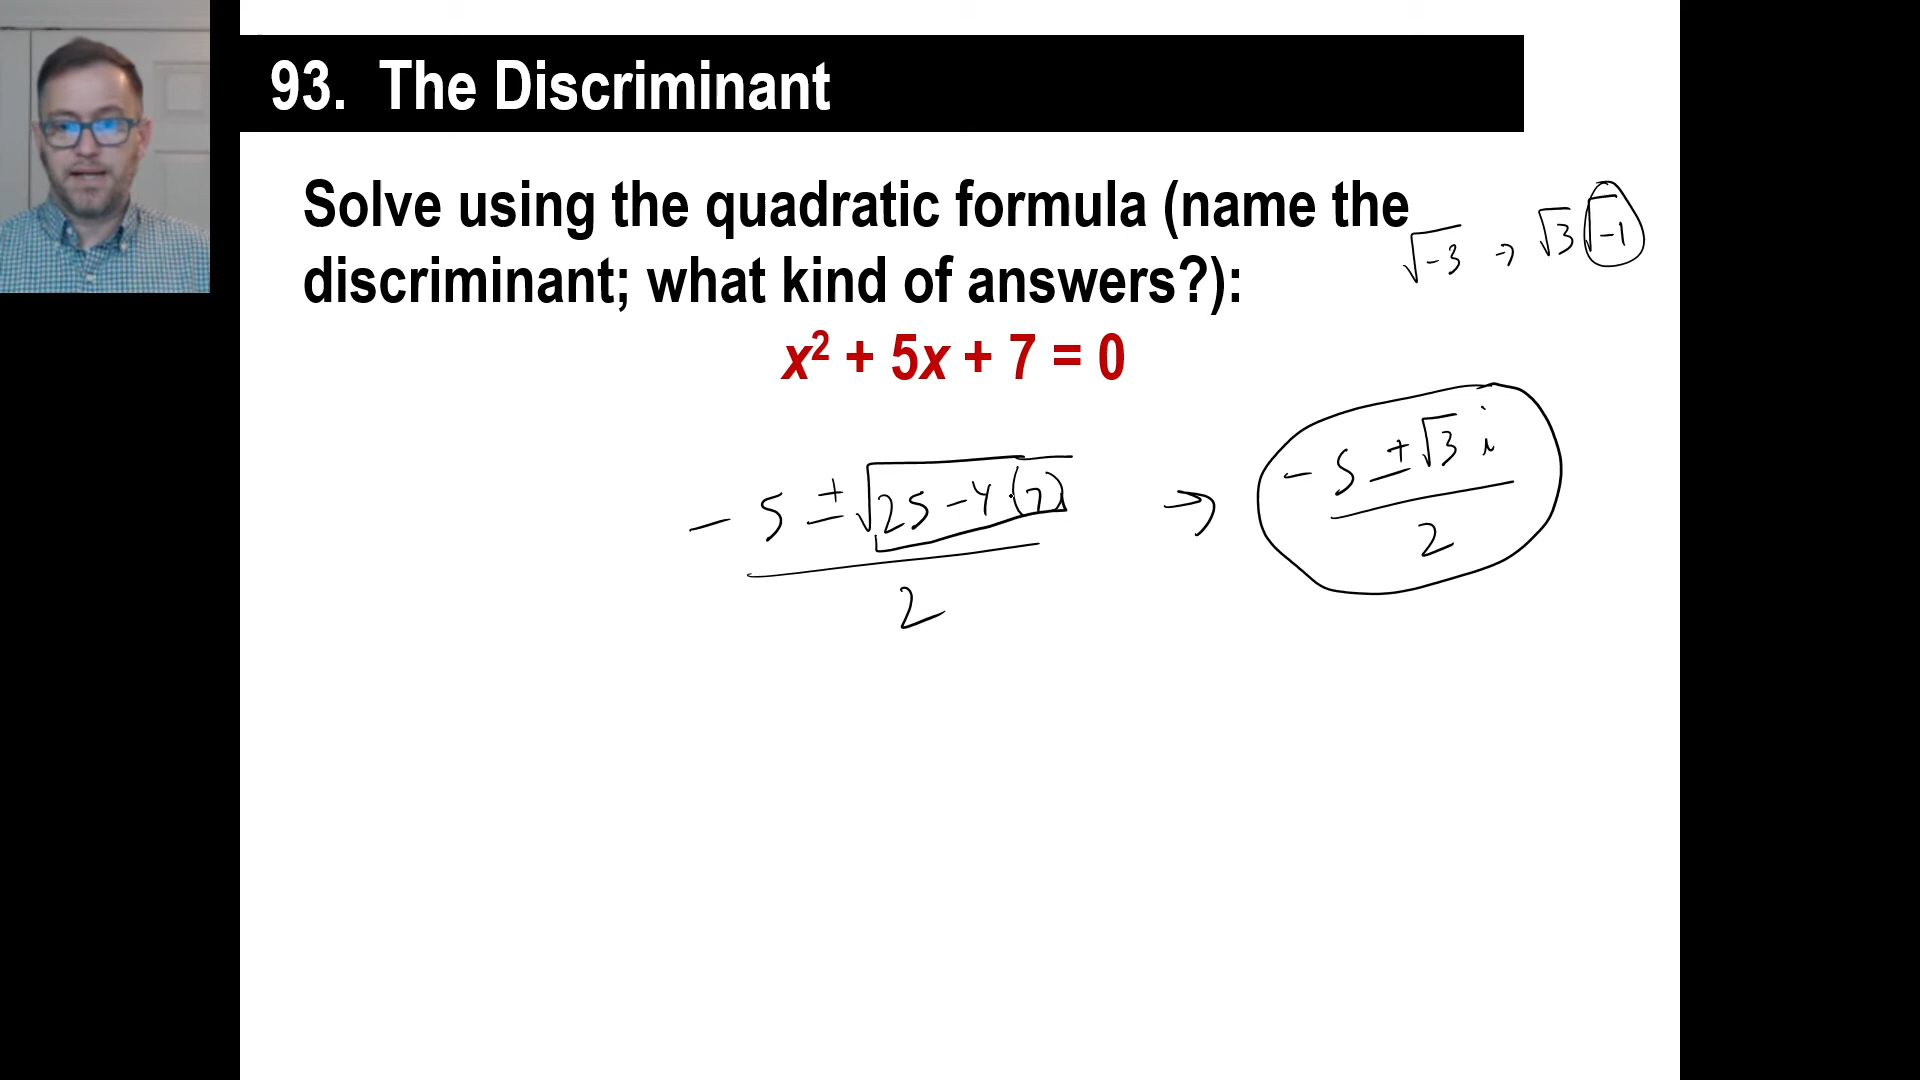 93. The Discriminant
Solve using the quadratic formula (name the
discriminant; what kind of answers?):
√-3 → √3 √-1
x² + 5x + 7 = 0
- 5 ± √25 - 4·(7) → - 5 ± √3 i
2 2